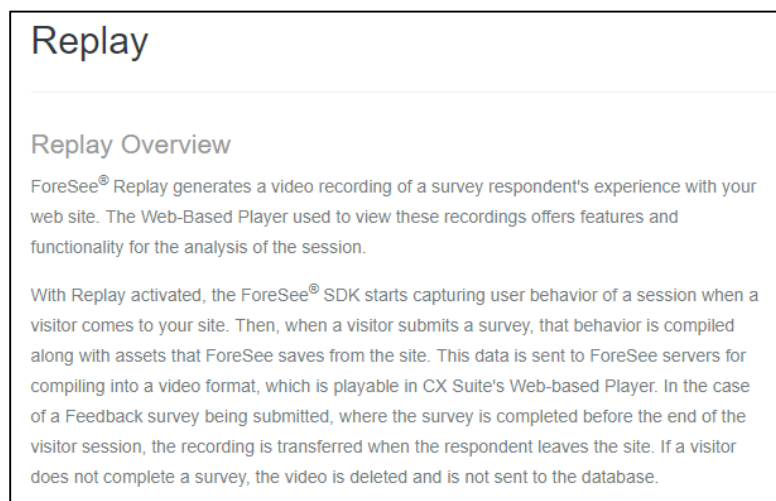 Replay
Replay Overview
ForeSee® Replay generates a video recording of a survey respondent's experience with your
web site. The Web-Based Player used to view these recordings offers features and
functionality for the analysis of the session.
With Replay activated, the ForeSee® SDK starts capturing user behavior of a session when a
visitor comes to your site. Then, when a visitor submits a survey, that behavior is compiled
along with assets that ForeSee saves from the site. This data is sent to ForeSee servers for
compiling into a video format, which is playable in CX Suite's Web-based Player. In the case
of a Feedback survey being submitted, where the survey is completed before the end of the
visitor session, the recording is transferred when the respondent leaves the site. If a visitor
does not complete a survey, the video is deleted and is not sent to the database.